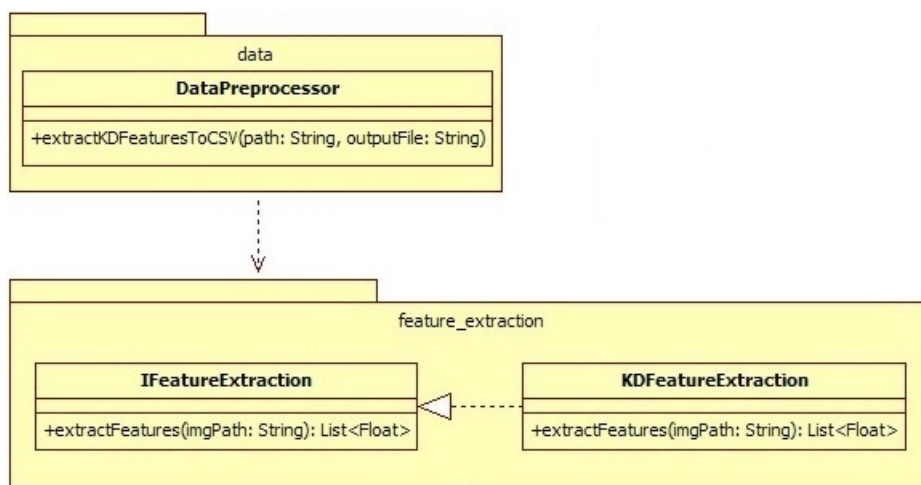 data
DataPreprocessor
+extractKDFeaturesToCSV(path: String, outputFile: String)
feature_extraction
IFeatureExtraction
+extractFeatures(imgPath: String): List<Float>
KDFeatureExtraction
+extractFeatures(imgPath: String): List<Float>